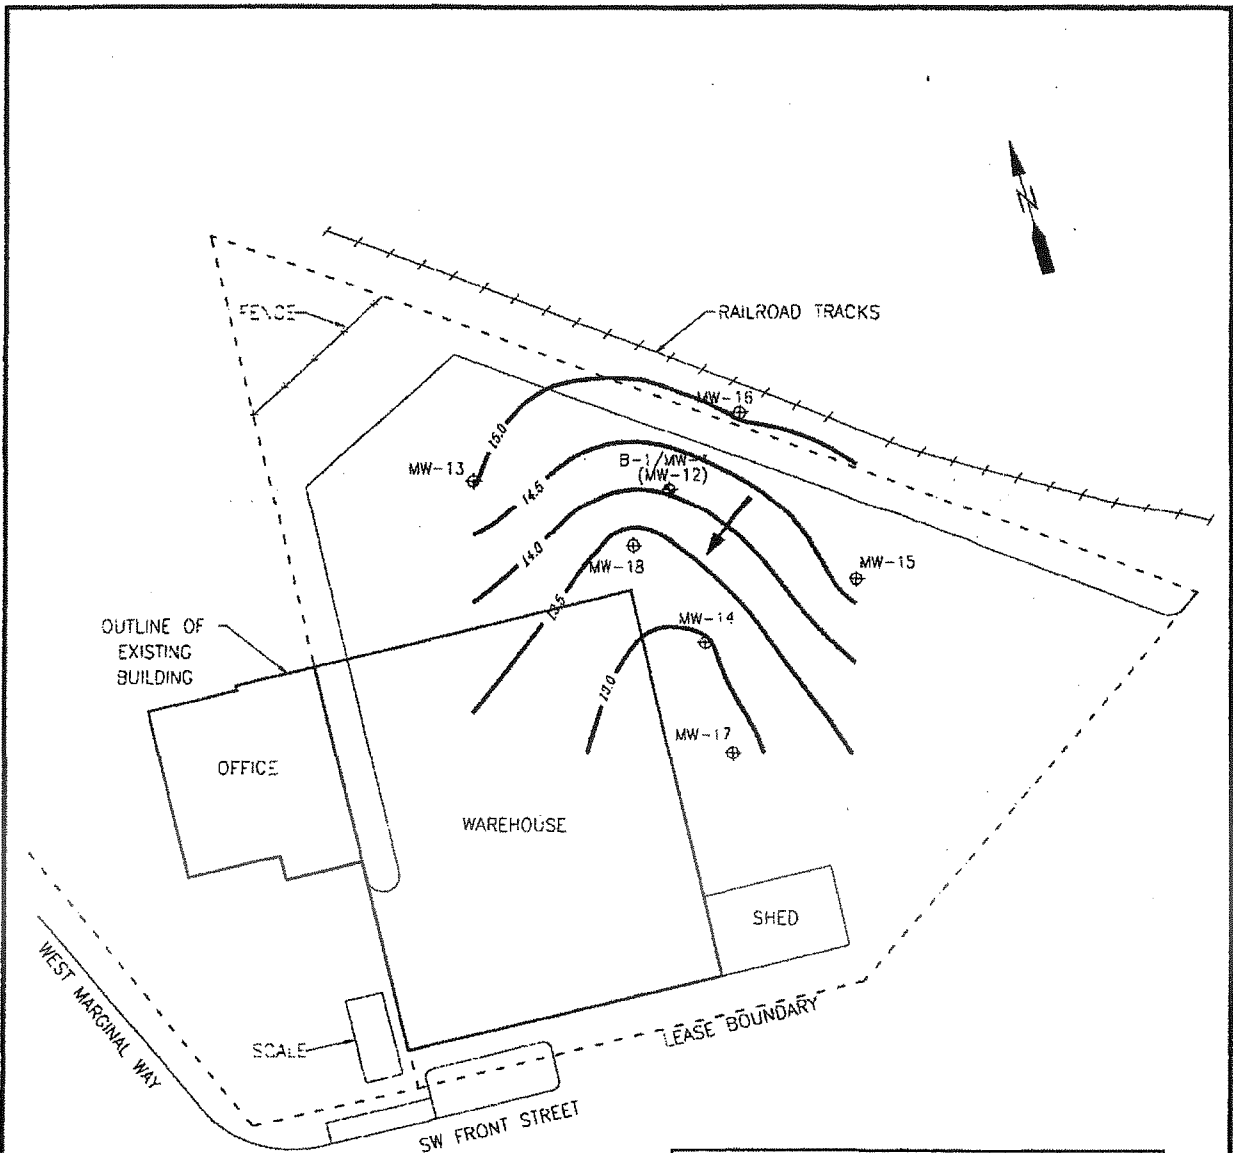 N
FENCE
RAILROAD TRACKS
MW-16
15.0
MW-13
B-1/MW-
(MW-12)
14.5
14.0
MW-18
MW-15
13.5
OUTLINE OF
EXISTING
BUILDING
MW-14
13.0
MW-17
OFFICE
WAREHOUSE
SHED
WEST MARGINAL WAY
LEASE BOUNDARY
SCALE
SW FRONT STREET